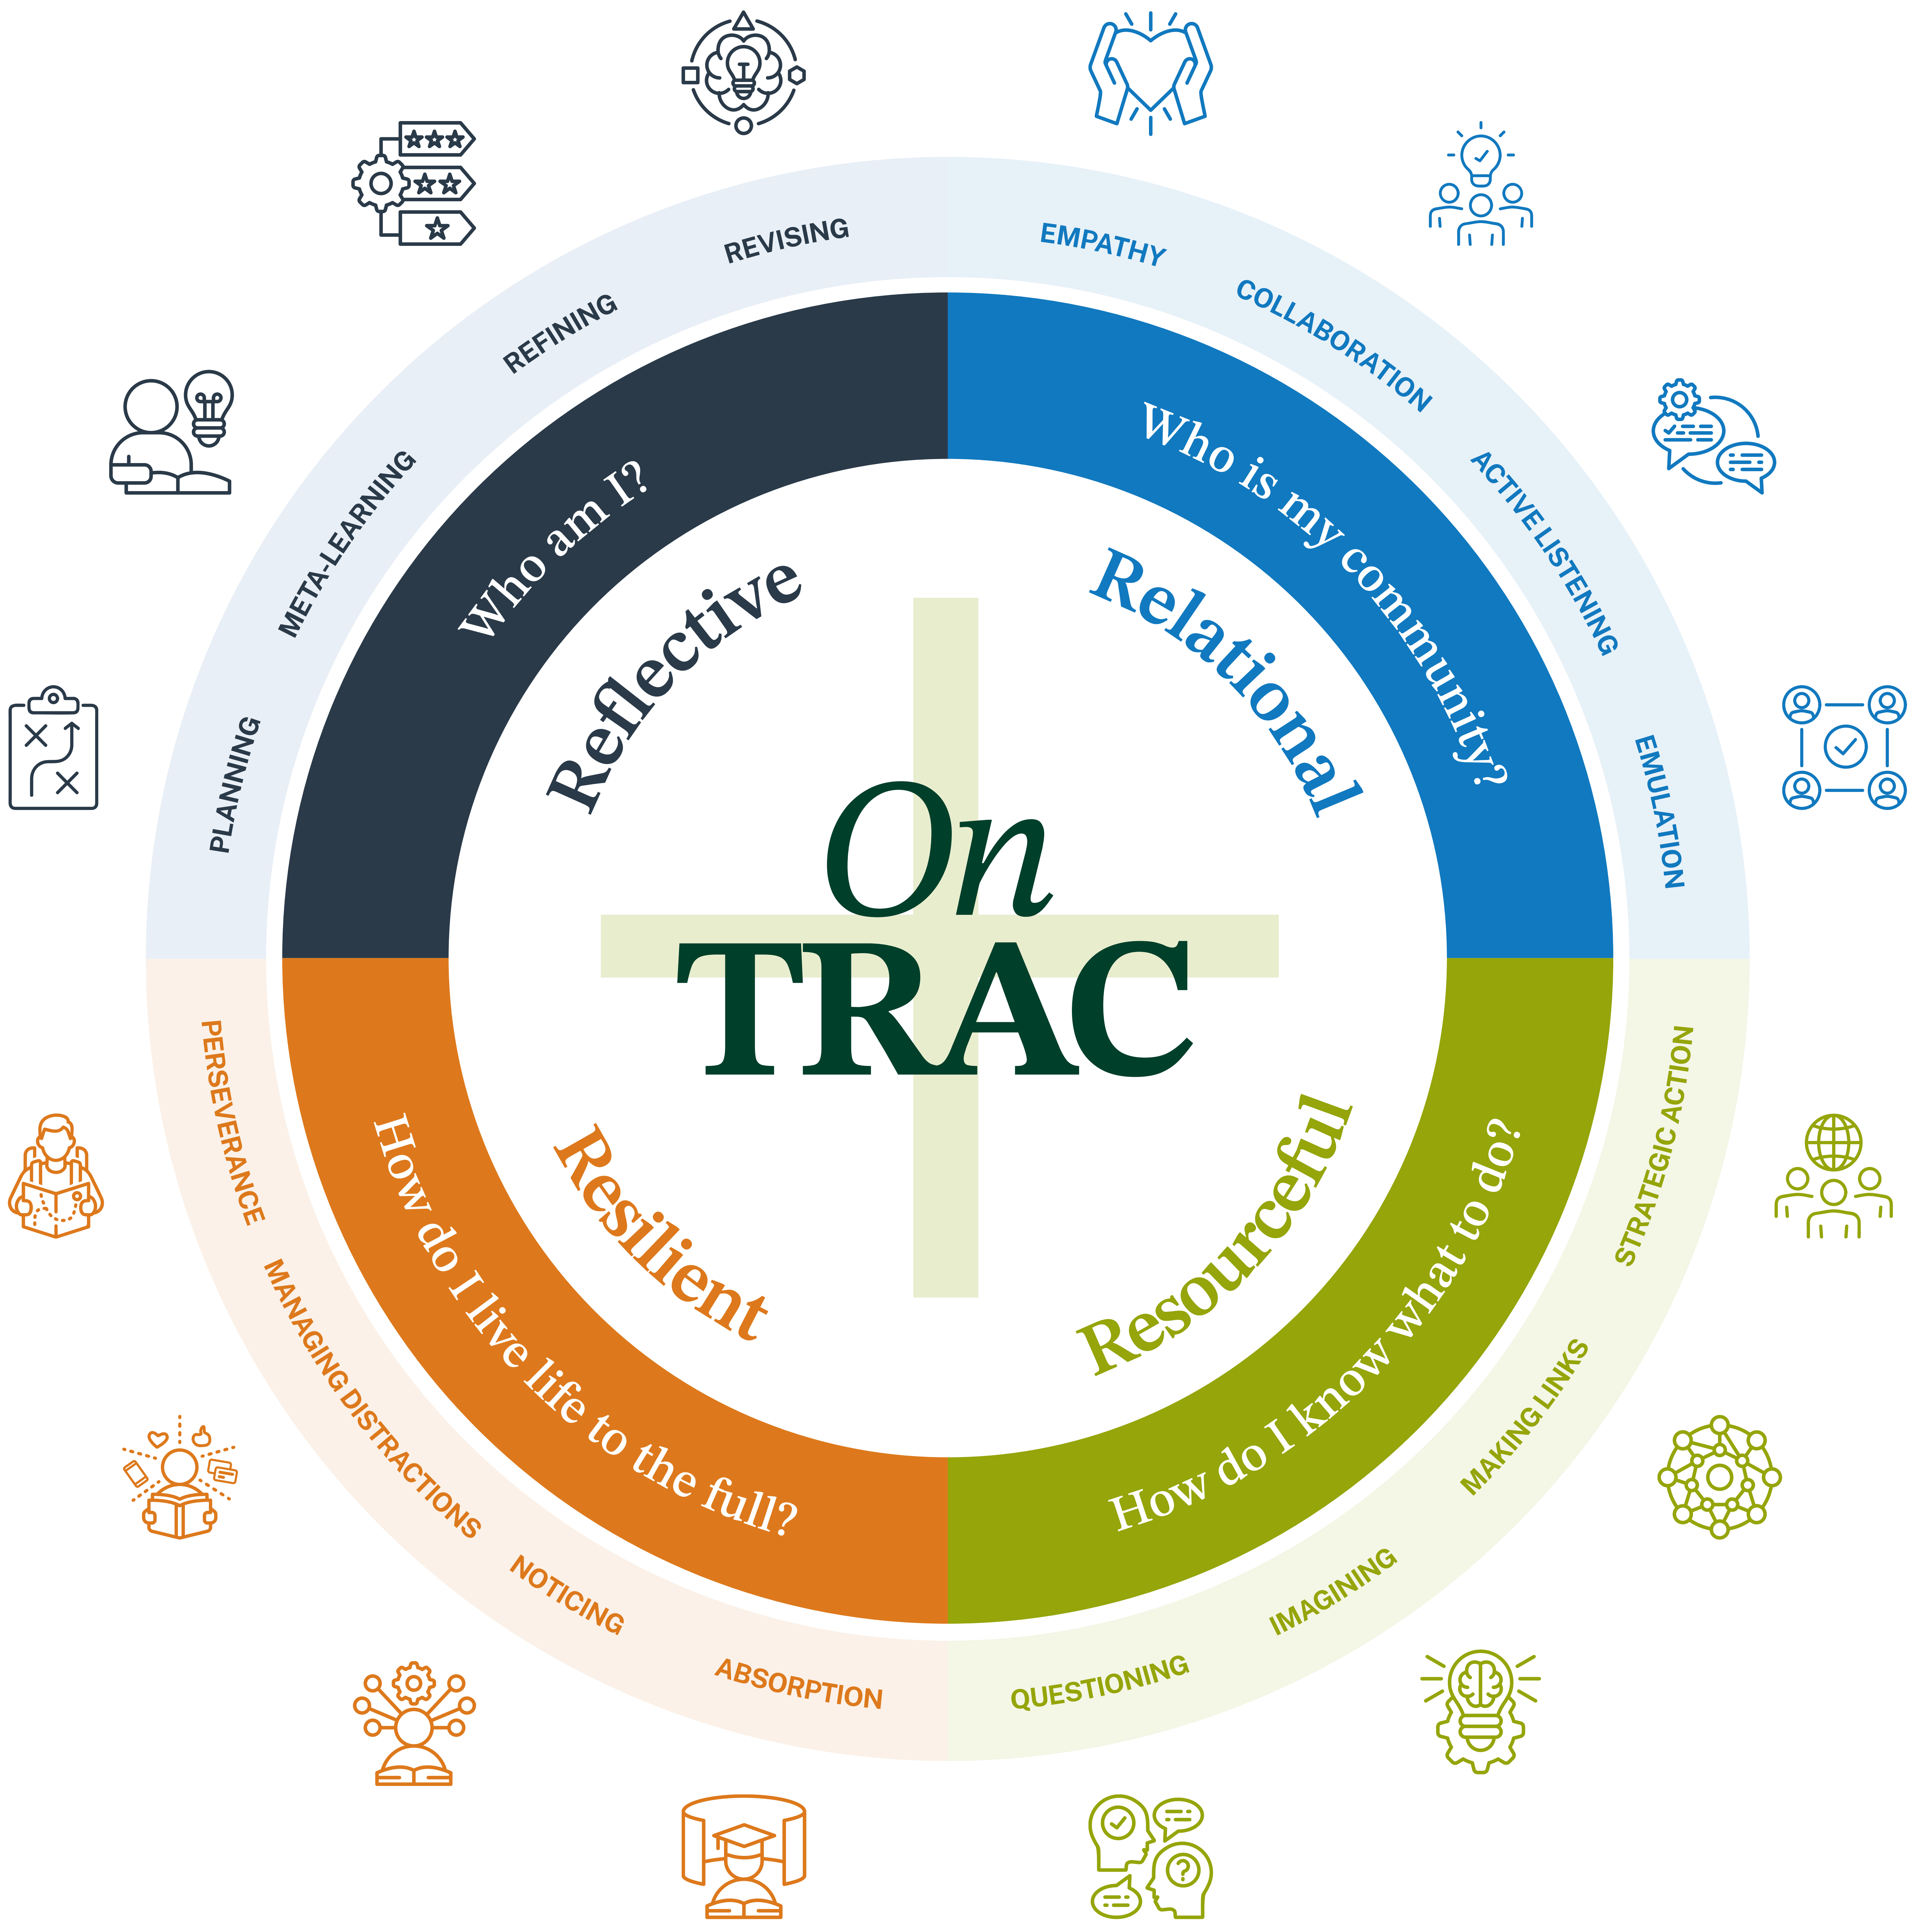 On
TRAC
Reflective
Who am I?
PLANNING
META-LEARNING
REFINING
REVISING
Relational
Who is my community?
EMPATHY
COLLABORATION
ACTIVE LISTENING
EMULATION
Resourceful
How do I know what to do?
STRATEGIC ACTION
MAKING LINKS
IMAGINING
QUESTIONING
Resilient
How do I live life to the full?
PERSEVERANCE
MANAGING DISTRACTIONS
NOTICING
ABSORPTION
?